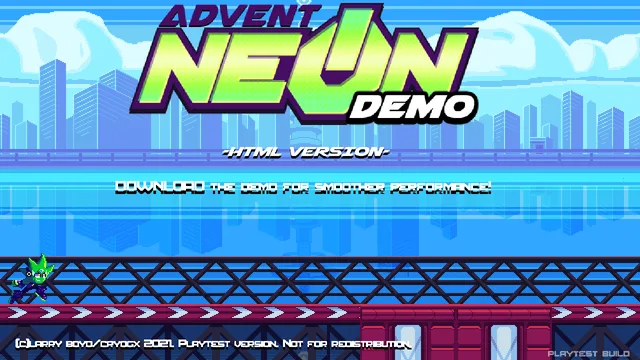 ADVENT
NEON
DEMO
-HTML VERSION-
DOWNLOAD THE DEMO FOR SMOOTHER PERFORMANCE!
(C)LARRY BOYD/CRYOGX 2021. PLAYTEST VERSION. NOT FOR REDISTRIBUTION.
PLAYTEST BUILD